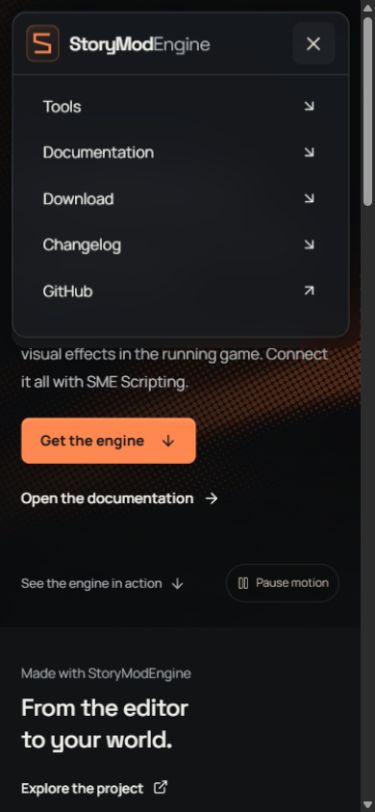 StoryModEngine
Tools
Documentation
Download
Changelog
GitHub
visual effects in the running game. Connect
it all with SME Scripting.
Get the engine
Open the documentation
See the engine in action
Pause motion
Made with StoryModEngine
From the editor
to your world.
Explore the project